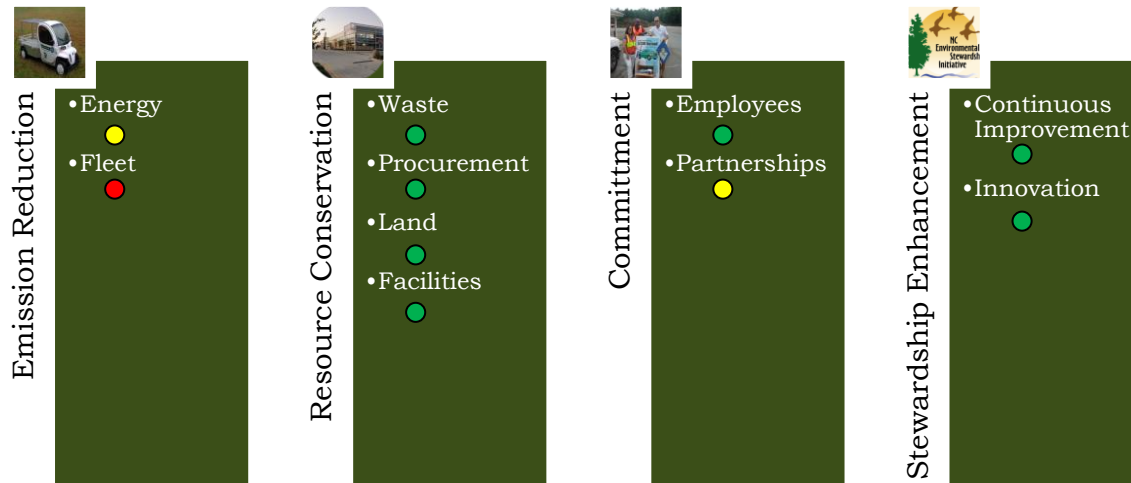 Emission Reduction
•Energy
•Fleet
Resource Conservation
•Waste
•Procurement
•Land
•Facilities
Committment
•Employees
•Partnerships
NC
Environmental
Stewardsh
Initiative
Stewardship Enhancement
•Continuous
Improvement
•Innovation